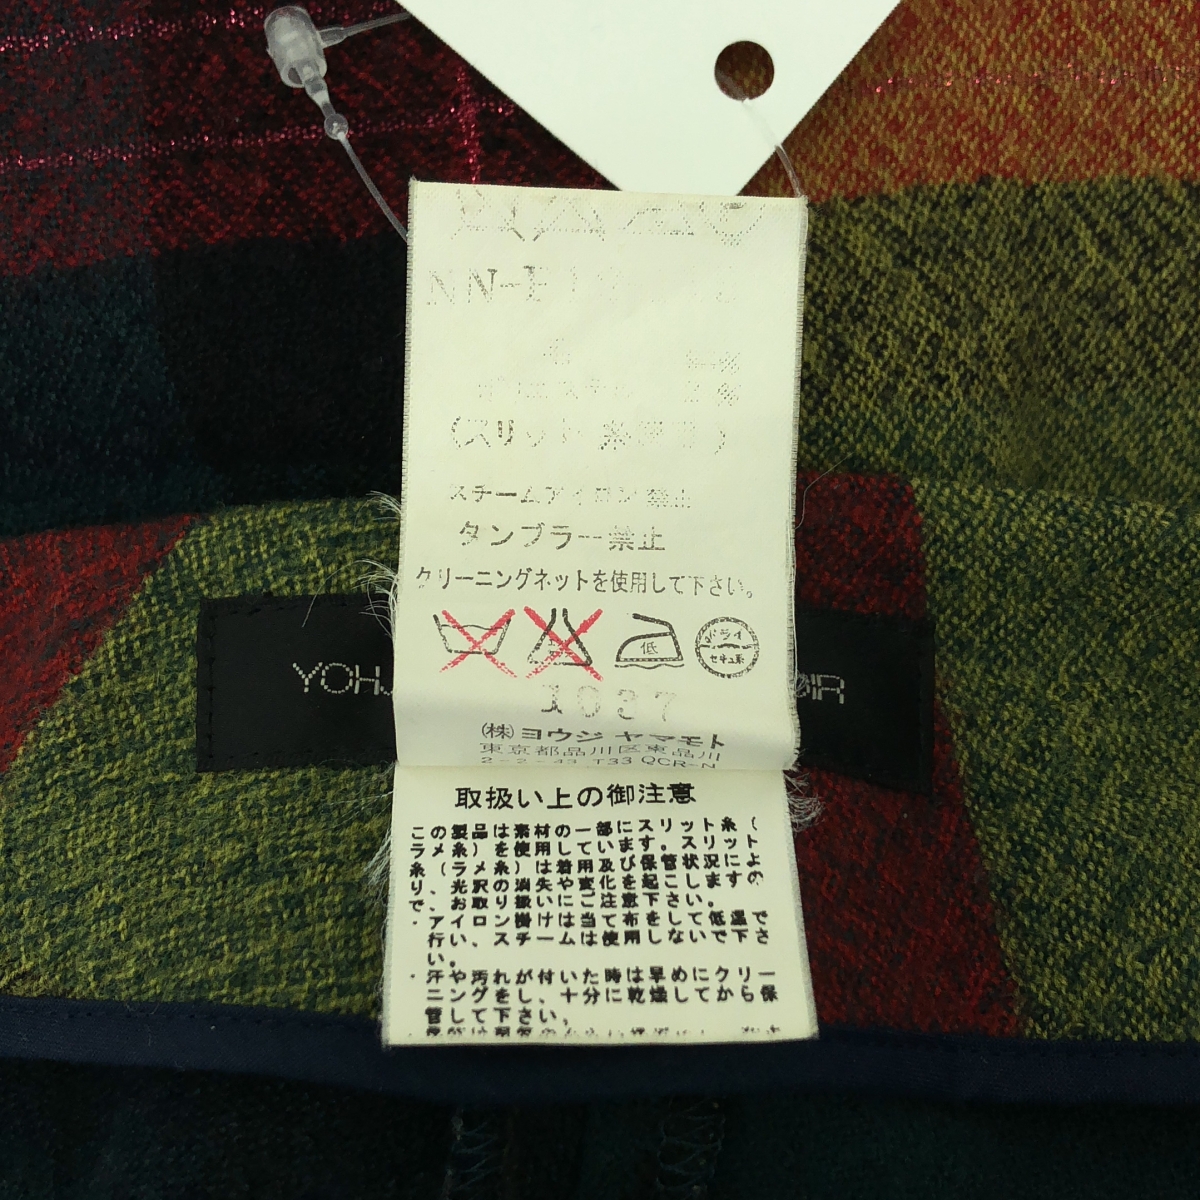 NN-
(スリット糸
スチームアイロン禁止
タンブラー禁止
クリーニングネットを使用して下さい。
低
ドライ
セキユ系
1037
(株)ヨウジ ヤマモト
東京都品川区東品川
2-2-43 T33 QCR-N
YOHJ
取扱い上の御注意
この製品は素材の一部にスリット糸(
ラメ糸)を使用しています。スリット
糸(ラメ糸)は着用及び保管状況によ
り、光沢の消失や変化を起こしますの
で、お取り扱いにご注意下さい。
・アイロン掛けは当て布をして低温で
行い、スチームは使用しないで下さ
い。
・汗や汚れが付いた時は早めにクリー
ニングをし、十分に乾燥してから保
管して下さい。